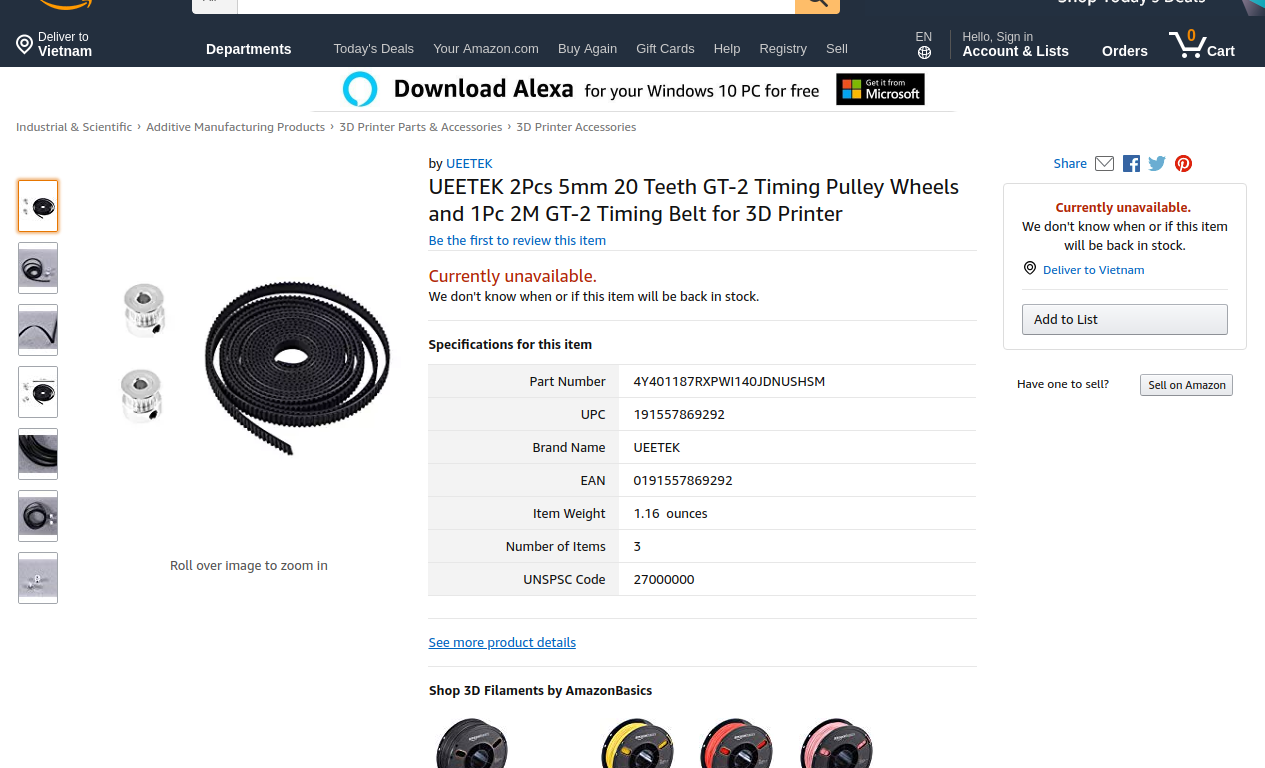 Deliver to
Vietnam
Departments
Today's Deals
Your Amazon.com
Buy Again
Gift Cards
Help
Registry
Sell
EN
Hello, Sign in
Account & Lists
Orders
0
Cart
Shop Today's Deals
Download Alexa for your Windows 10 PC for free
Get it from
Microsoft
Industrial & Scientific › Additive Manufacturing Products › 3D Printer Parts & Accessories › 3D Printer Accessories
by UEETEK
UEETEK 2Pcs 5mm 20 Teeth GT-2 Timing Pulley Wheels
and 1Pc 2M GT-2 Timing Belt for 3D Printer
Be the first to review this item
Currently unavailable.
We don't know when or if this item will be back in stock.
Specifications for this item
Part Number 4Y401187RXPWI140JDNUSHSM
UPC 191557869292
Brand Name UEETEK
EAN 0191557869292
Item Weight 1.16 ounces
Number of Items 3
UNSPSC Code 27000000
See more product details
Shop 3D Filaments by AmazonBasics
Roll over image to zoom in
Share
Currently unavailable.
We don't know when or if this item
will be back in stock.
Deliver to Vietnam
Add to List
Have one to sell?
Sell on Amazon